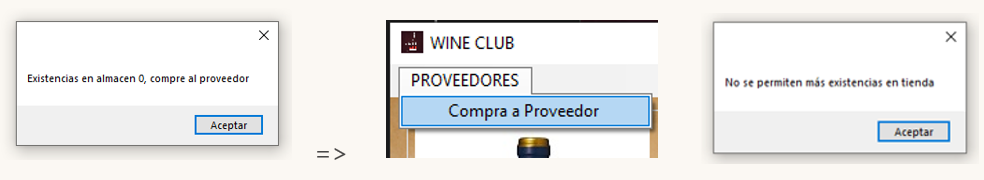 Existencias en almacen 0, compre al proveedor
Aceptar
=>
WINE CLUB
PROVEEDORES
Compra a Proveedor
No se permiten más existencias en tienda
Aceptar